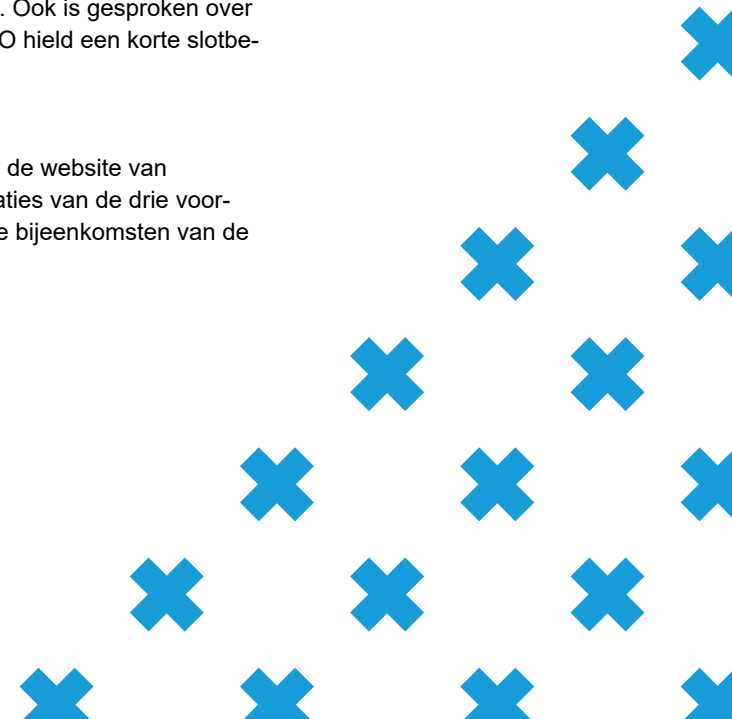 . Ook is gesproken over
O hield een korte slotbe-
de website van
aties van de drie voor-
e bijeenkomsten van de